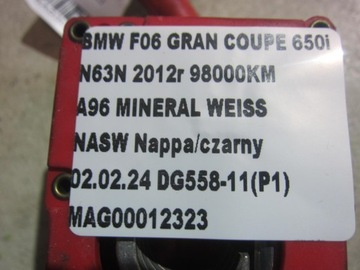 BMW F06 GRAN COUPE 650i
N63N 2012r 98000KM
A96 MINERAL WEISS
NASW Nappa/czarny
02.02.24 DG558-11(P1)
MAG00012323